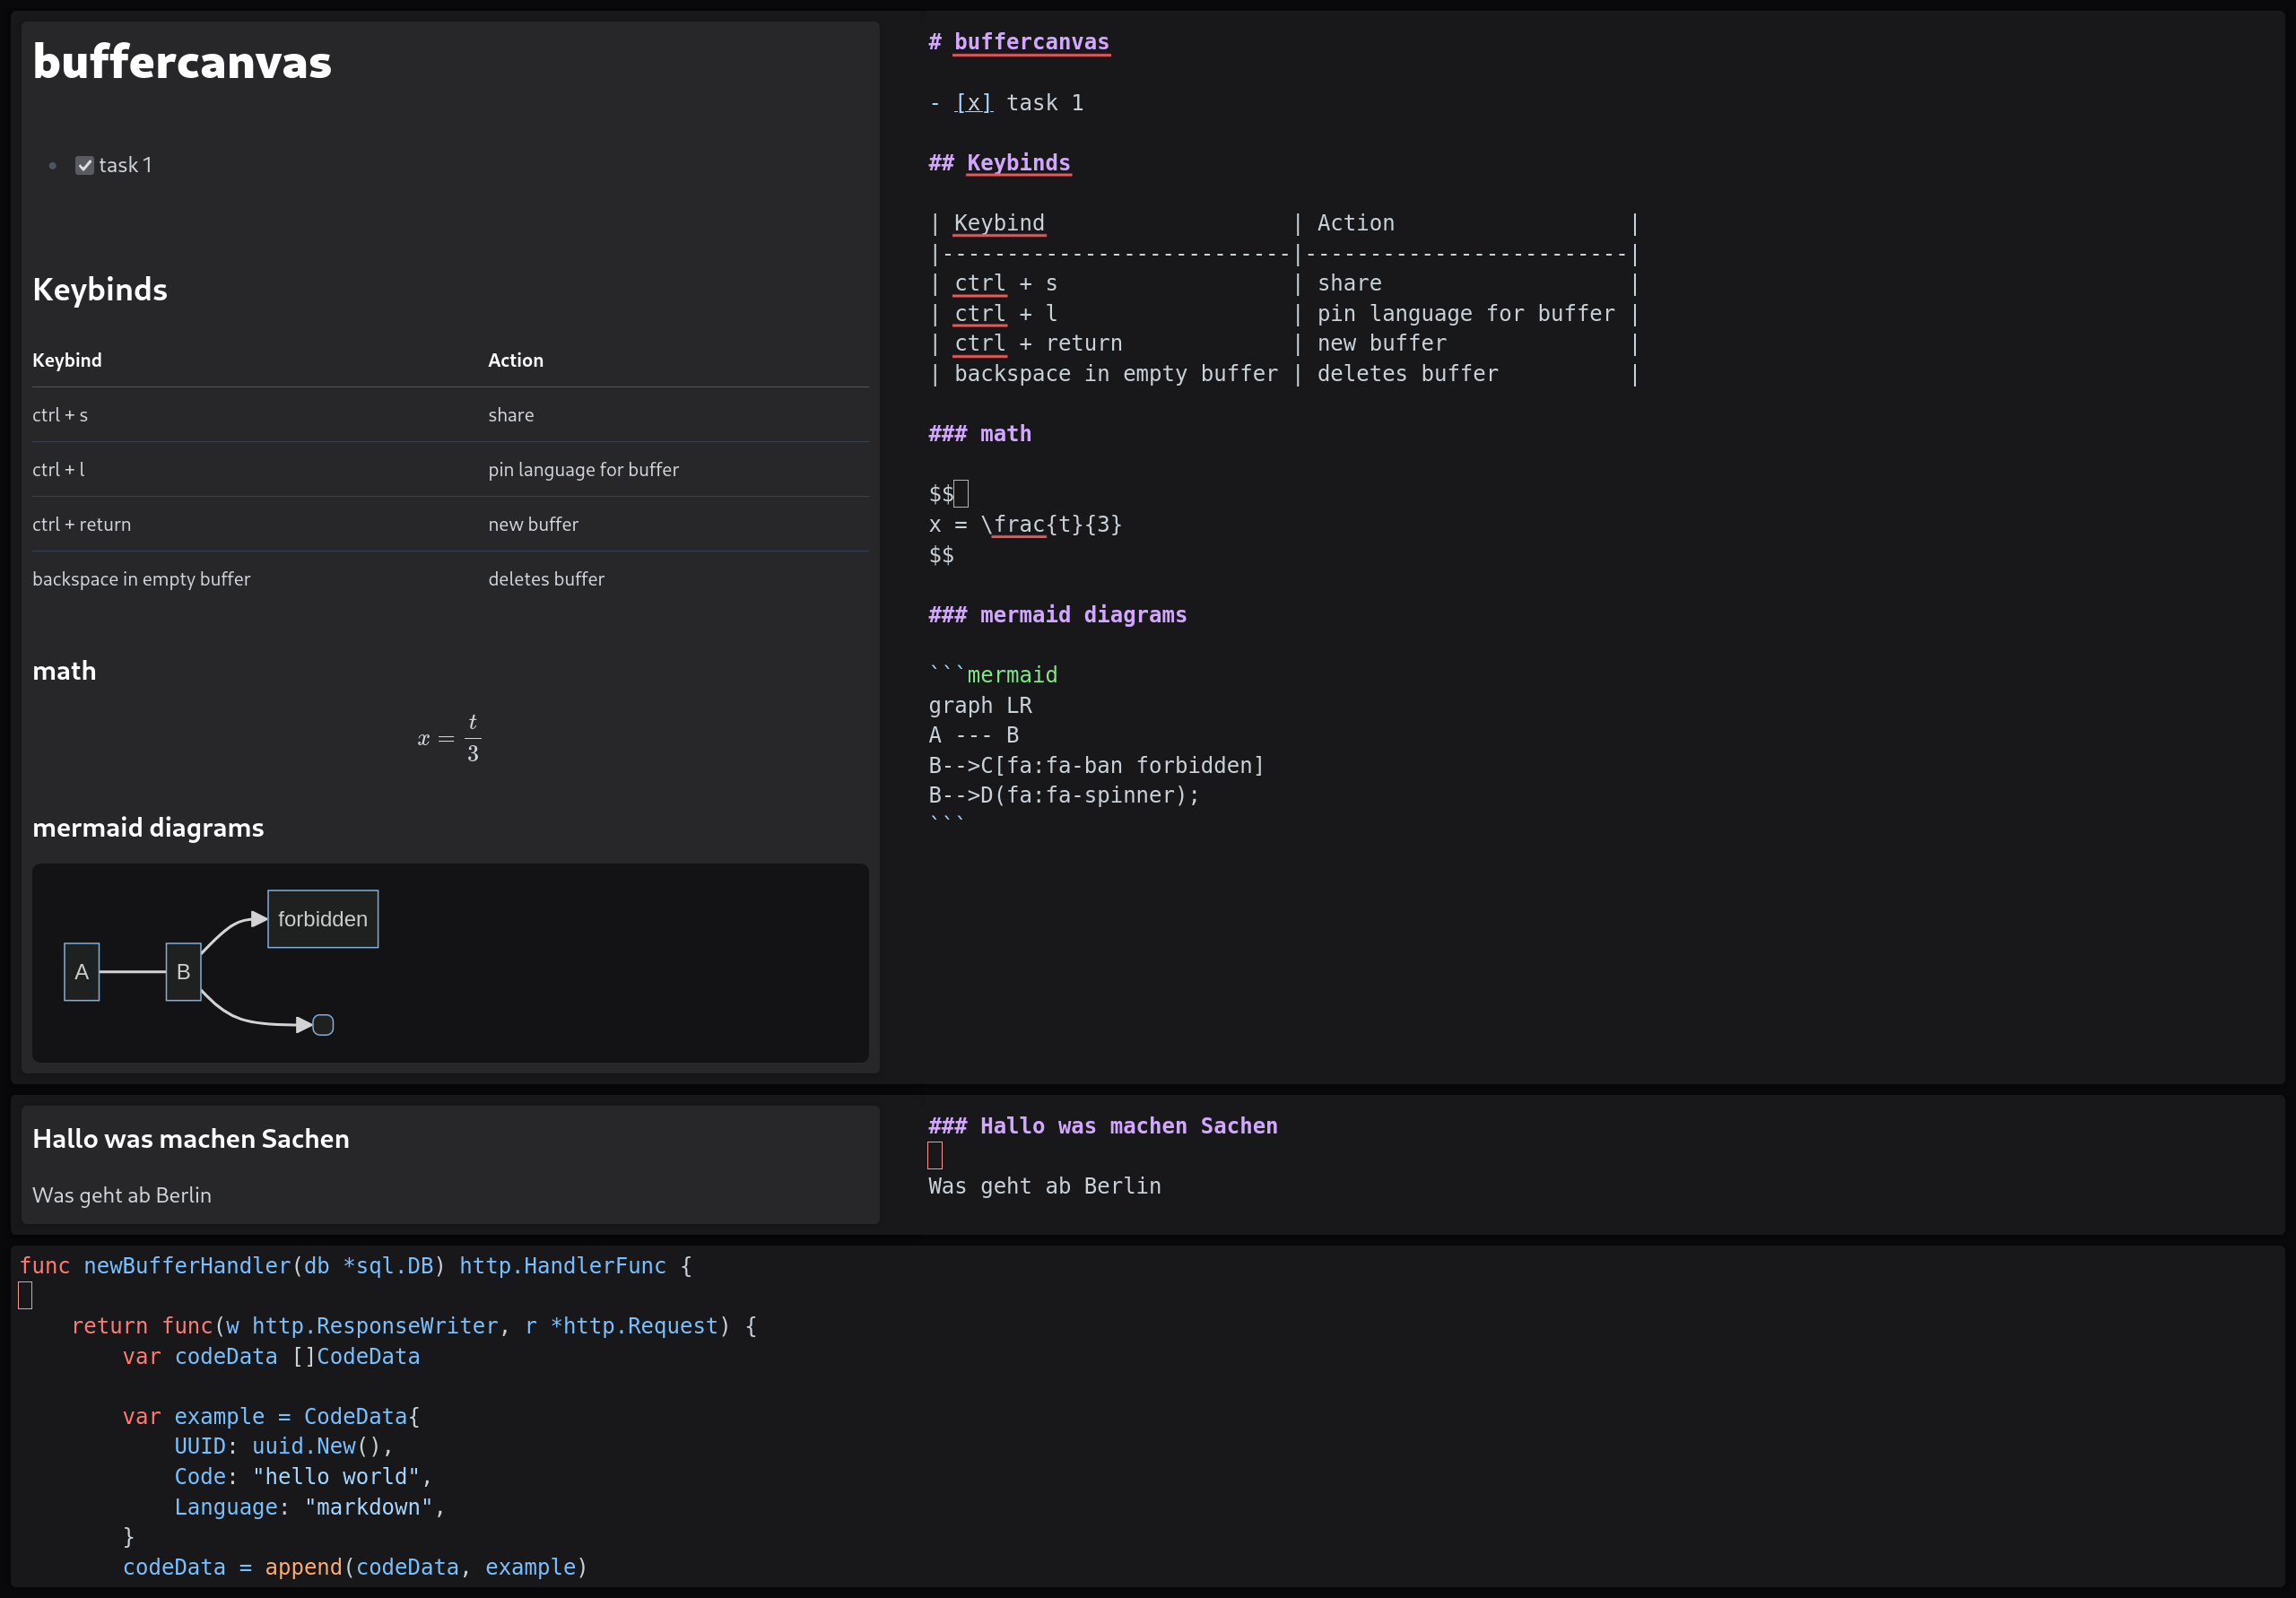 buffercanvas
task 1
Keybinds
Keybind Action
ctrl + s share
ctrl + l pin language for buffer
ctrl + return new buffer
backspace in empty buffer deletes buffer
math
x = t/3
mermaid diagrams
A B forbidden
# buffercanvas
- [x] task 1
## Keybinds
| Keybind                   | Action                  |
|---------------------------|-------------------------|
| ctrl + s                  | share                   |
| ctrl + l                  | pin language for buffer |
| ctrl + return             | new buffer              |
| backspace in empty buffer | deletes buffer          |
### math
$$
x = \frac{t}{3}
$$
### mermaid diagrams
```mermaid
graph LR
A --- B
B-->C[fa:fa-ban forbidden]
B-->D(fa:fa-spinner);
```
Hallo was machen Sachen
Was geht ab Berlin
### Hallo was machen Sachen
Was geht ab Berlin
func newBufferHandler(db *sql.DB) http.HandlerFunc {
    return func(w http.ResponseWriter, r *http.Request) {
        var codeData []CodeData
        var example = CodeData{
            UUID: uuid.New(),
            Code: "hello world",
            Language: "markdown",
        }
        codeData = append(codeData, example)